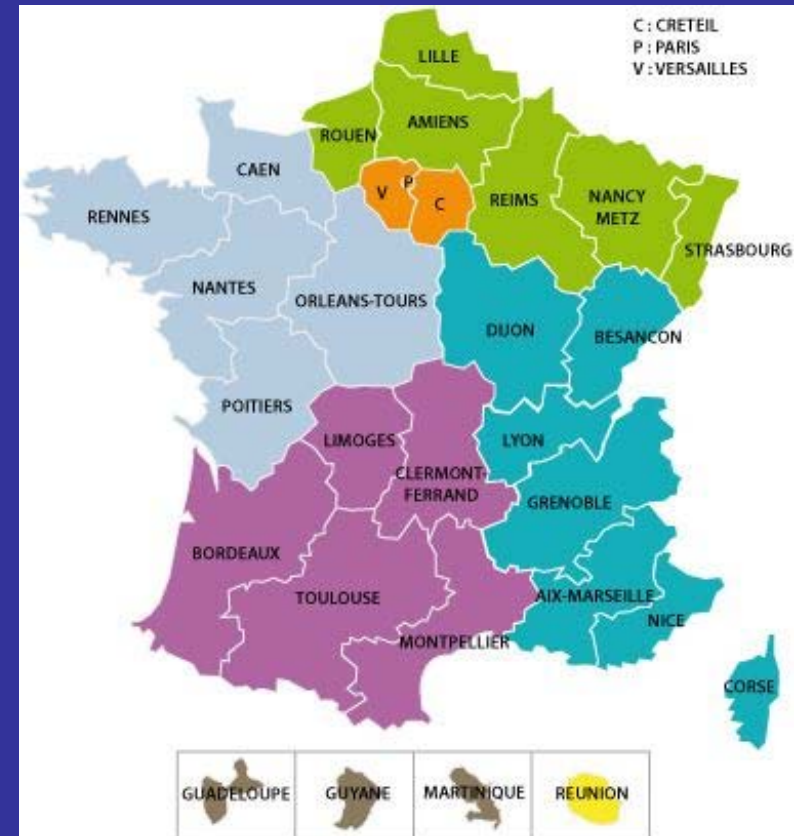 C : CRETEIL
P : PARIS
V : VERSAILLES
LILLE
AMIENS
ROUEN
CAEN
V
P
C
REIMS
NANCY
METZ
STRASBOURG
RENNES
NANTES
ORLEANS-TOURS
DIJON
BESANCON
POITIERS
LIMOGES
LYON
CLERMONT-
FERRAND
GRENOBLE
BORDEAUX
TOULOUSE
AIX-MARSEILLE
NICE
MONTPELLIER
CORSE
GUADELOUPE
GUYANE
MARTINIQUE
REUNION